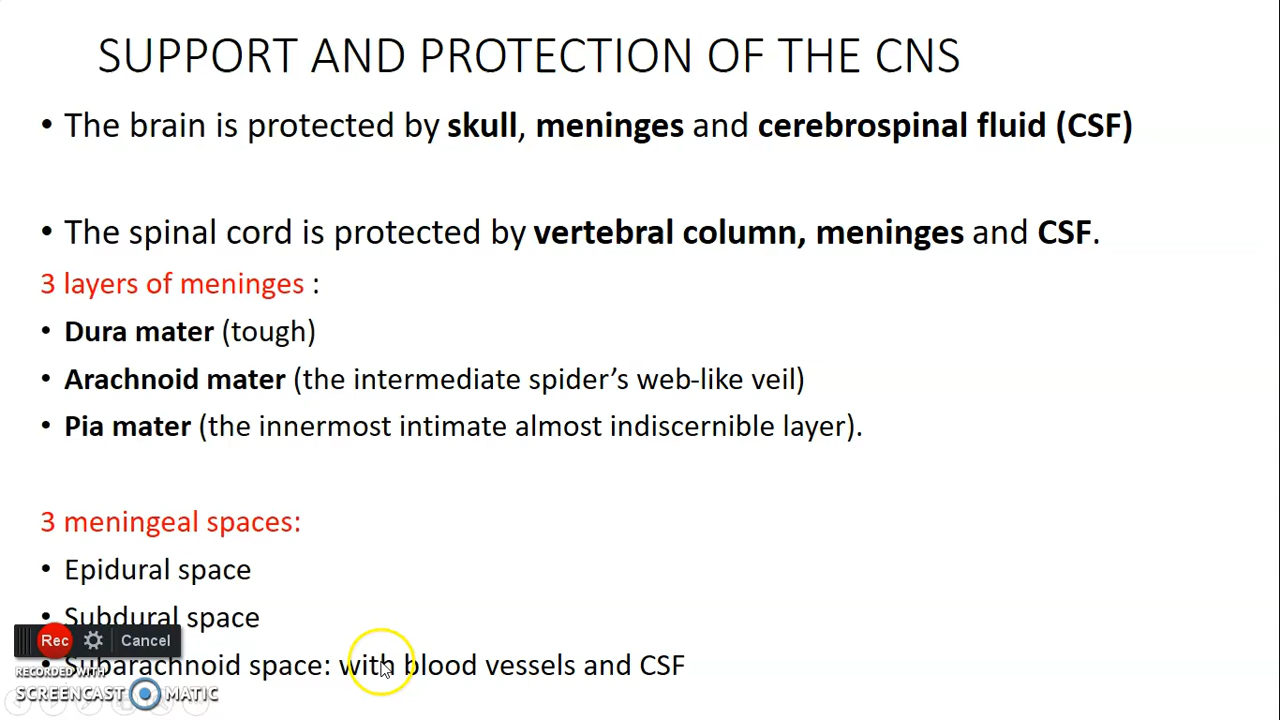 SUPPORT AND PROTECTION OF THE CNS
• The brain is protected by skull, meninges and cerebrospinal fluid (CSF)
• The spinal cord is protected by vertebral column, meninges and CSF.
3 layers of meninges :
• Dura mater (tough)
• Arachnoid mater (the intermediate spider’s web-like veil)
• Pia mater (the innermost intimate almost indiscernible layer).
3 meningeal spaces:
• Epidural space
• Subdural space
Rec Cancel
• Subarachnoid space: with blood vessels and CSF
RECORDED WITH
SCREENCAST MATIC